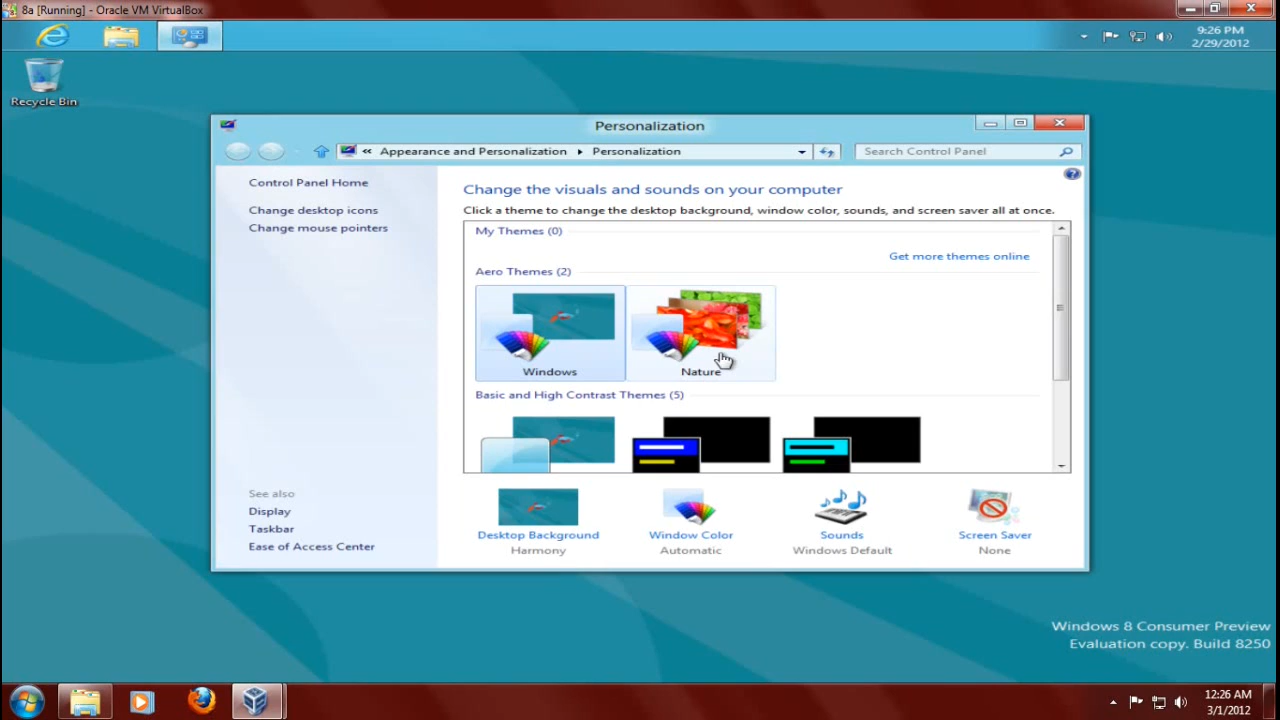 8a [Running] - Oracle VM VirtualBox
9:26 PM
2/29/2012
Recycle Bin
Personalization
« Appearance and Personalization ▸ Personalization
Search Control Panel
Control Panel Home
Change desktop icons
Change mouse pointers
Change the visuals and sounds on your computer
Click a theme to change the desktop background, window color, sounds, and screen saver all at once.
My Themes (0)
Get more themes online
Aero Themes (2)
Windows
Nature
Basic and High Contrast Themes (5)
See also
Display
Taskbar
Ease of Access Center
Desktop Background
Harmony
Window Color
Automatic
Sounds
Windows Default
Screen Saver
None
Windows 8 Consumer Preview
Evaluation copy. Build 8250
12:26 AM
3/1/2012